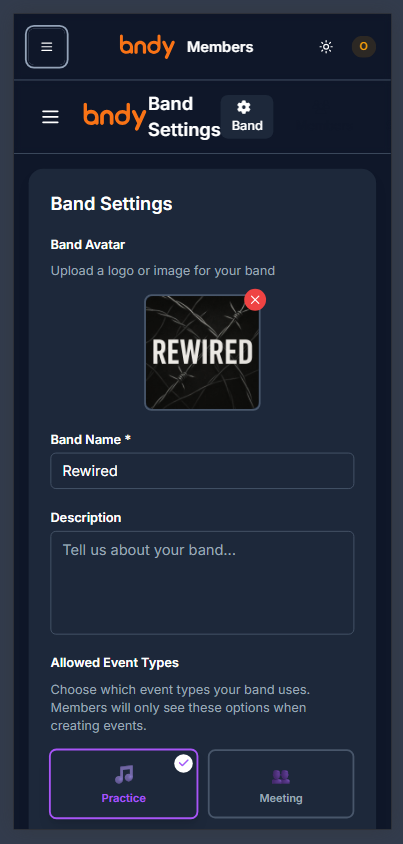 bndy Members
O
bndy Band Settings
Band
Band Settings
Band Avatar
Upload a logo or image for your band
REWIRED
Band Name *
Rewired
Description
Tell us about your band...
Allowed Event Types
Choose which event types your band uses.
Members will only see these options when
creating events.
Practice
Meeting